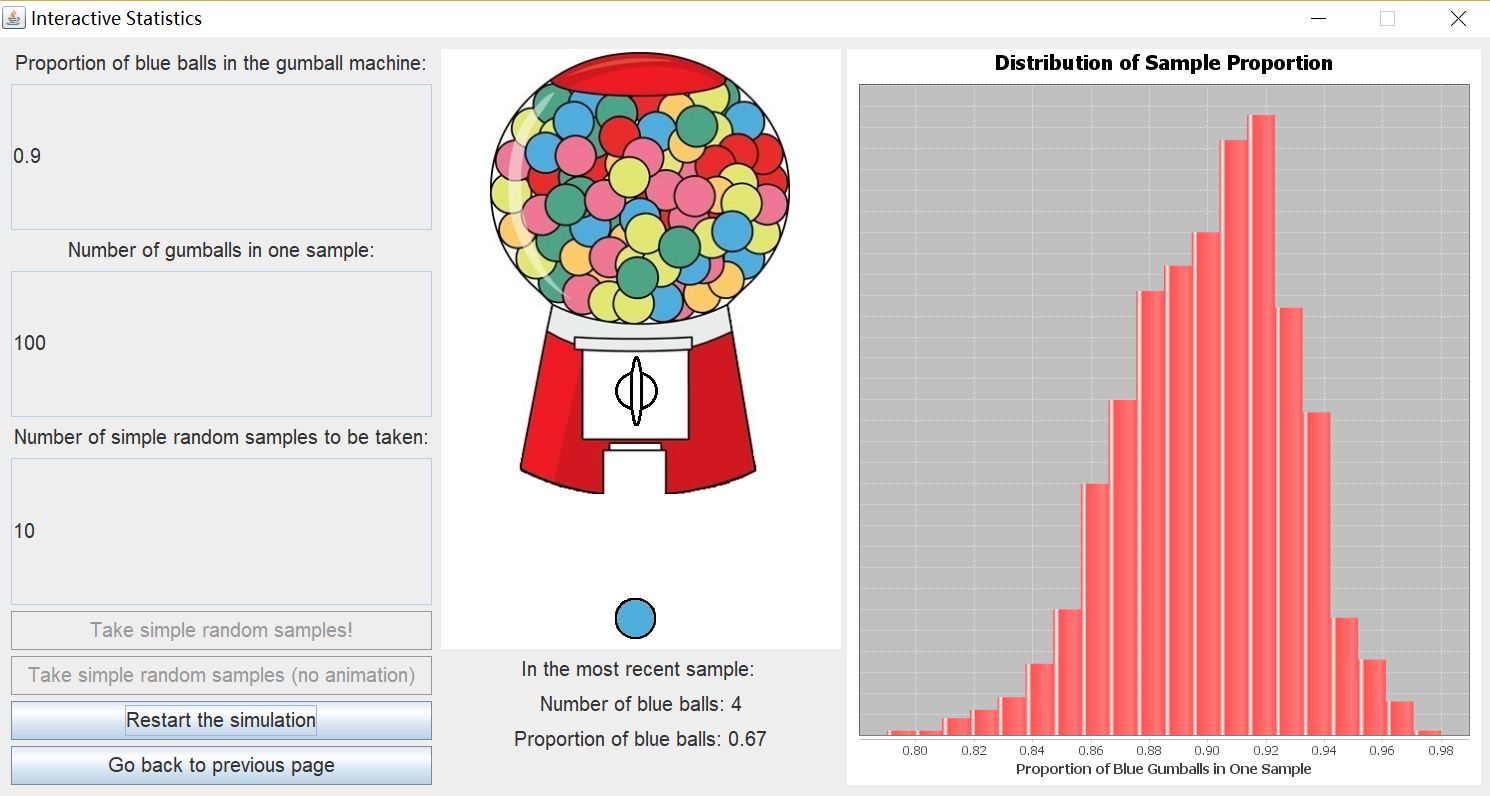 Interactive Statistics
Proportion of blue balls in the gumball machine:
0.9
Number of gumballs in one sample:
100
Number of simple random samples to be taken:
10
Take simple random samples!
Take simple random samples (no animation)
Restart the simulation
Go back to previous page
In the most recent sample:
Number of blue balls: 4
Proportion of blue balls: 0.67
Distribution of Sample Proportion
0.80 0.82 0.84 0.86 0.88 0.90 0.92 0.94 0.96 0.98
Proportion of Blue Gumballs in One Sample